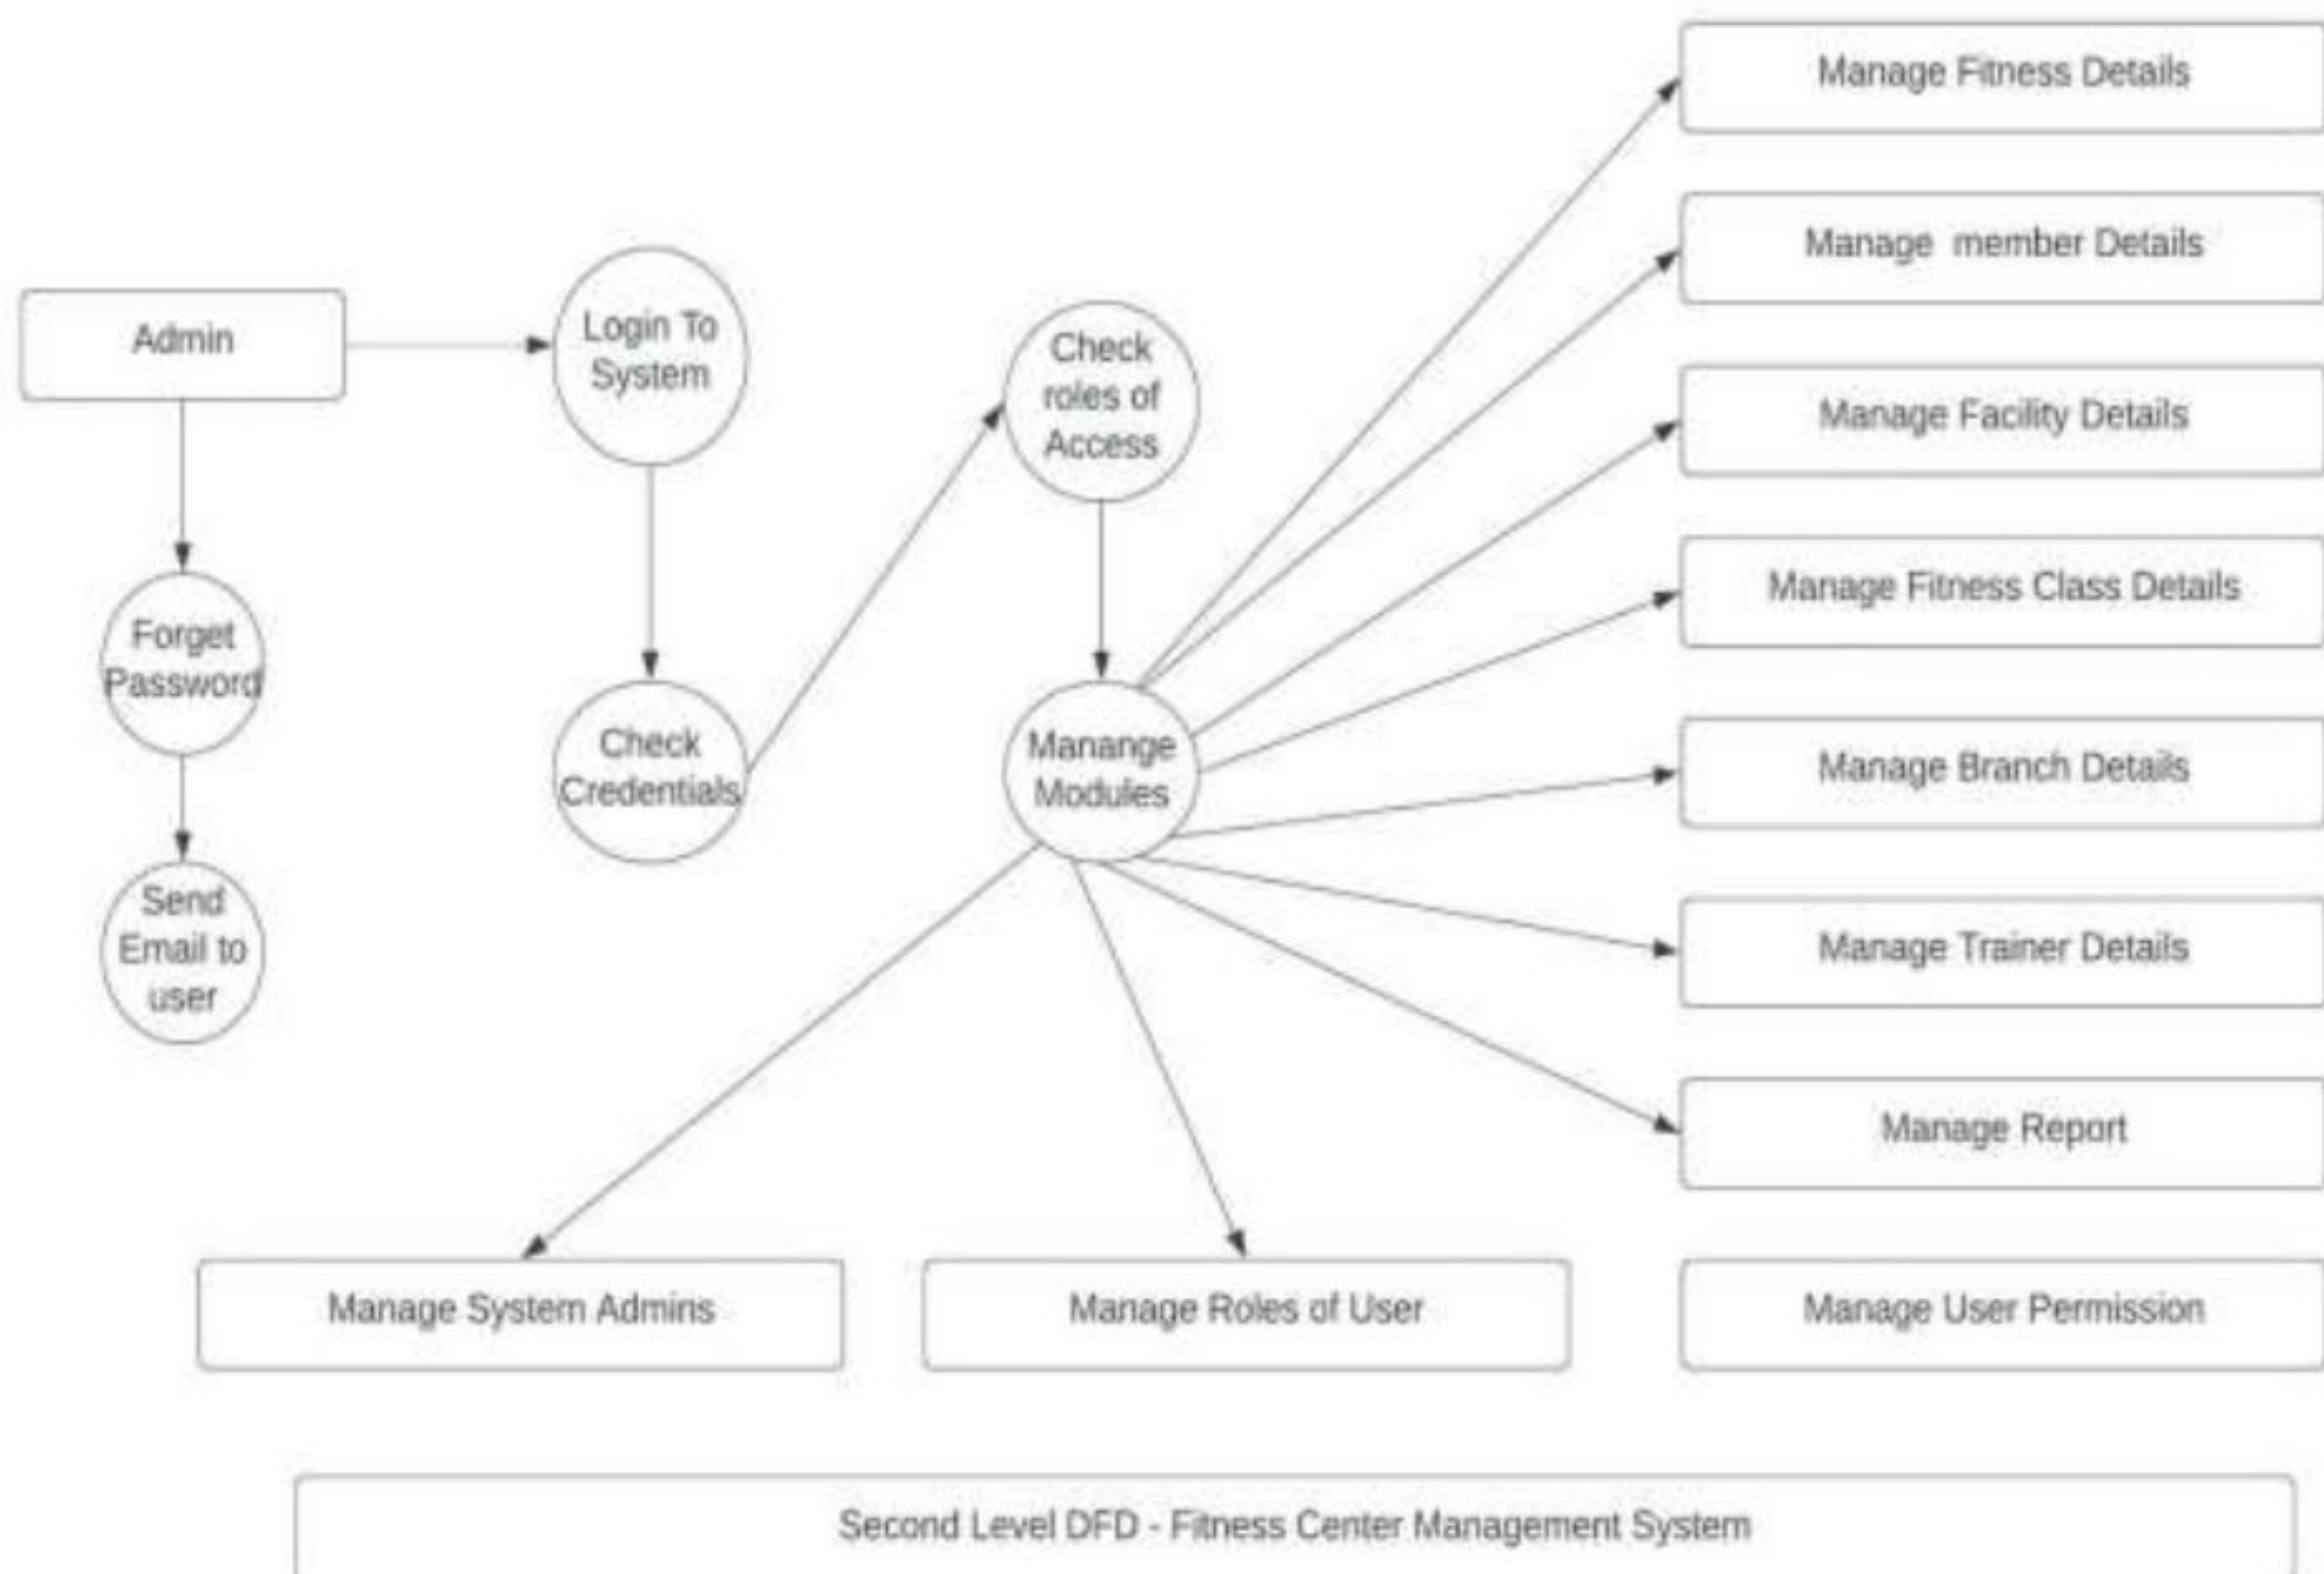 Admin
Forget
Password
Send
Email to
user
Login To
System
Check
Credentials
Check
roles of
Access
Manange
Modules
Manage Fitness Details
Manage  member Details
Manage Facility Details
Manage Fitness Class Details
Manage Branch Details
Manage Trainer Details
Manage Report
Manage System Admins
Manage Roles of User
Manage User Permission
Second Level DFD - Fitness Center Management System